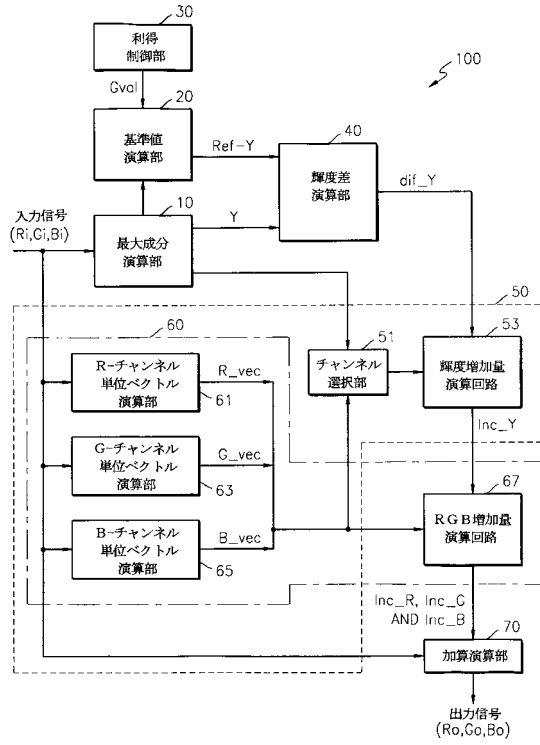 30
利得
制御部
100
Gval
20
基準値
演算部
Ref-Y
40
輝度差
演算部
dif_Y
10
最大成分
演算部
Y
入力信号
(Ri,Gi,Bi)
50
60
51
チャンネル
選択部
53
輝度増加量
演算回路
Inc_Y
R-チャンネル
単位ベクトル
演算部
61
R_vec
G-チャンネル
単位ベクトル
演算部
63
G_vec
B-チャンネル
単位ベクトル
演算部
65
B_vec
67
RGB増加量
演算回路
Inc_R, Inc_G
AND Inc_B
70
加算演算部
出力信号
(Ro,Go,Bo)